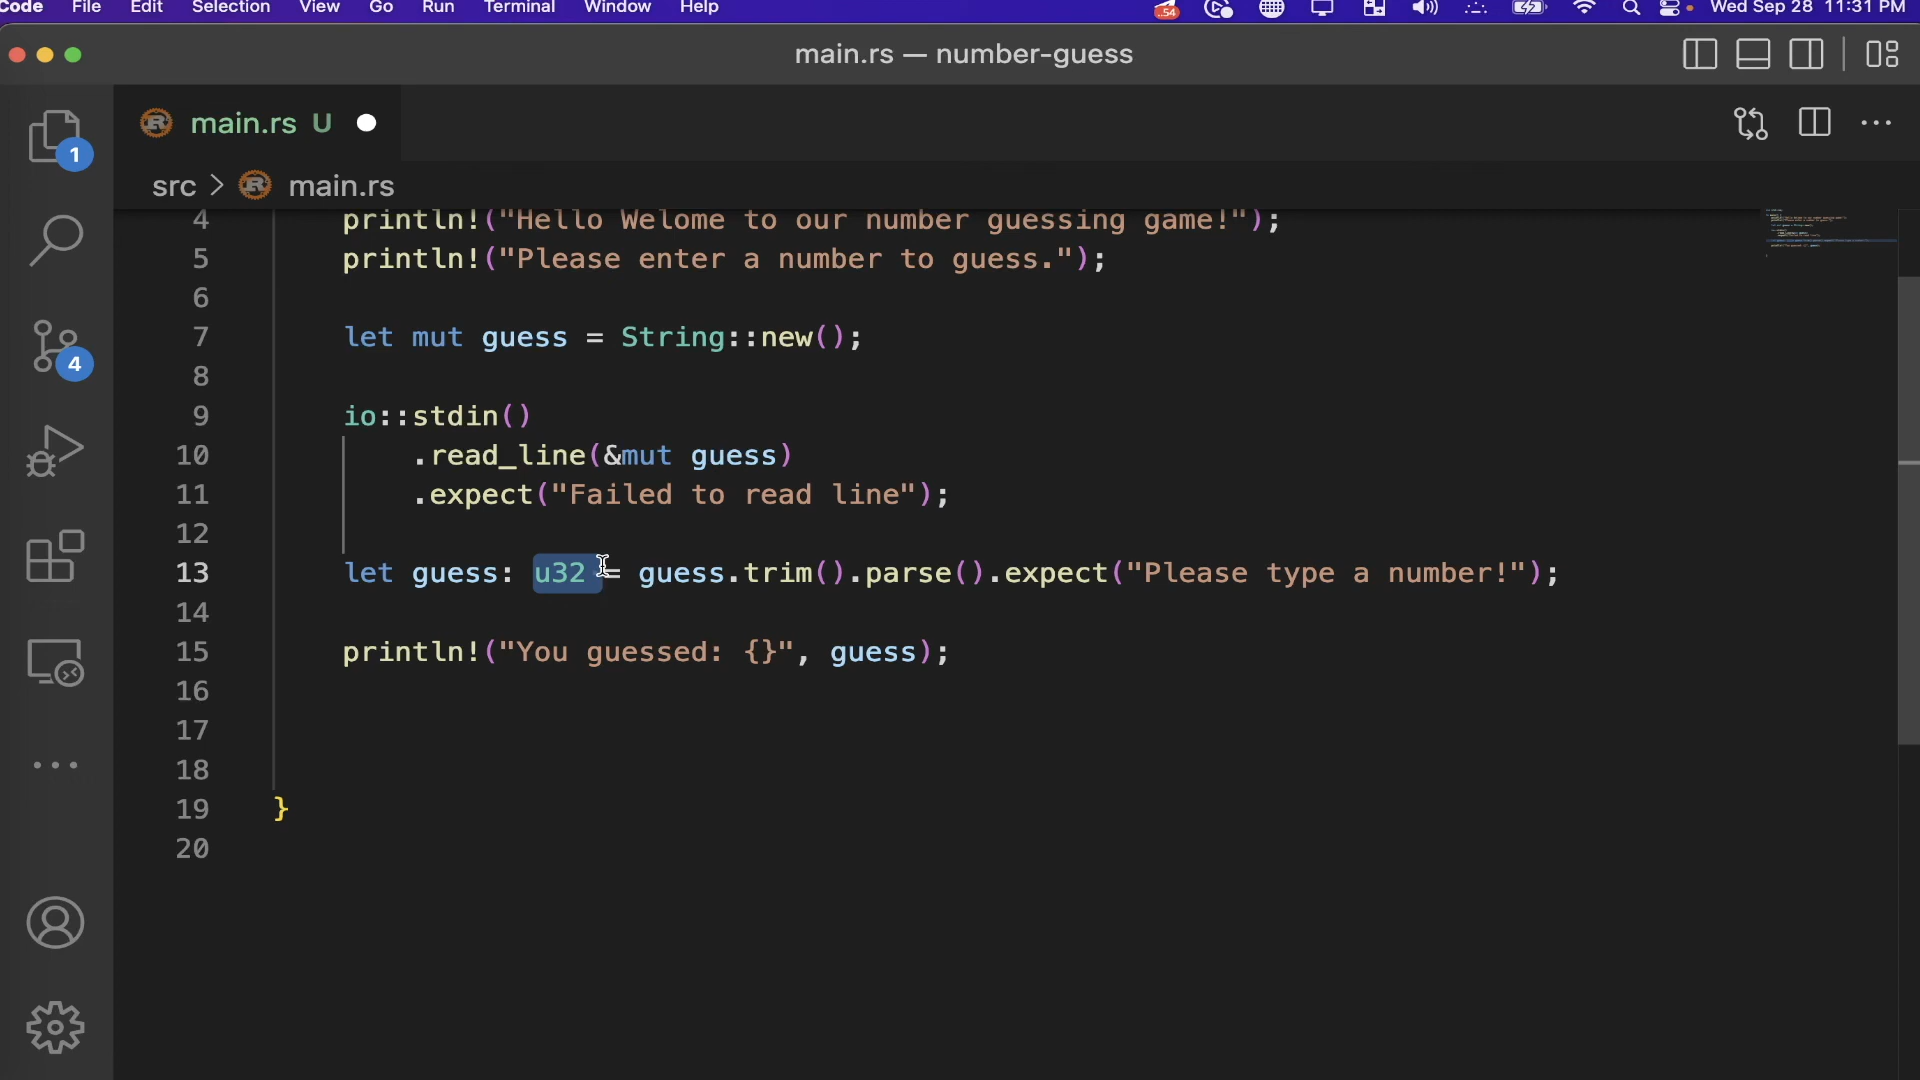 Code File Edit Selection View Go Run Terminal Window Help 54 Wed Sep 28 11:31 PM
main.rs — number-guess
main.rs U
1
src > main.rs
4 println!("Hello Welome to our number guessing game!");
5 println!("Please enter a number to guess.");
6
7 let mut guess = String::new();
8
9 io::stdin()
10 .read_line(&mut guess)
11 .expect("Failed to read line");
12
13 let guess: u32 = guess.trim().parse().expect("Please type a number!");
14
15 println!("You guessed: {}", guess);
16
17
18
19 }
20
4